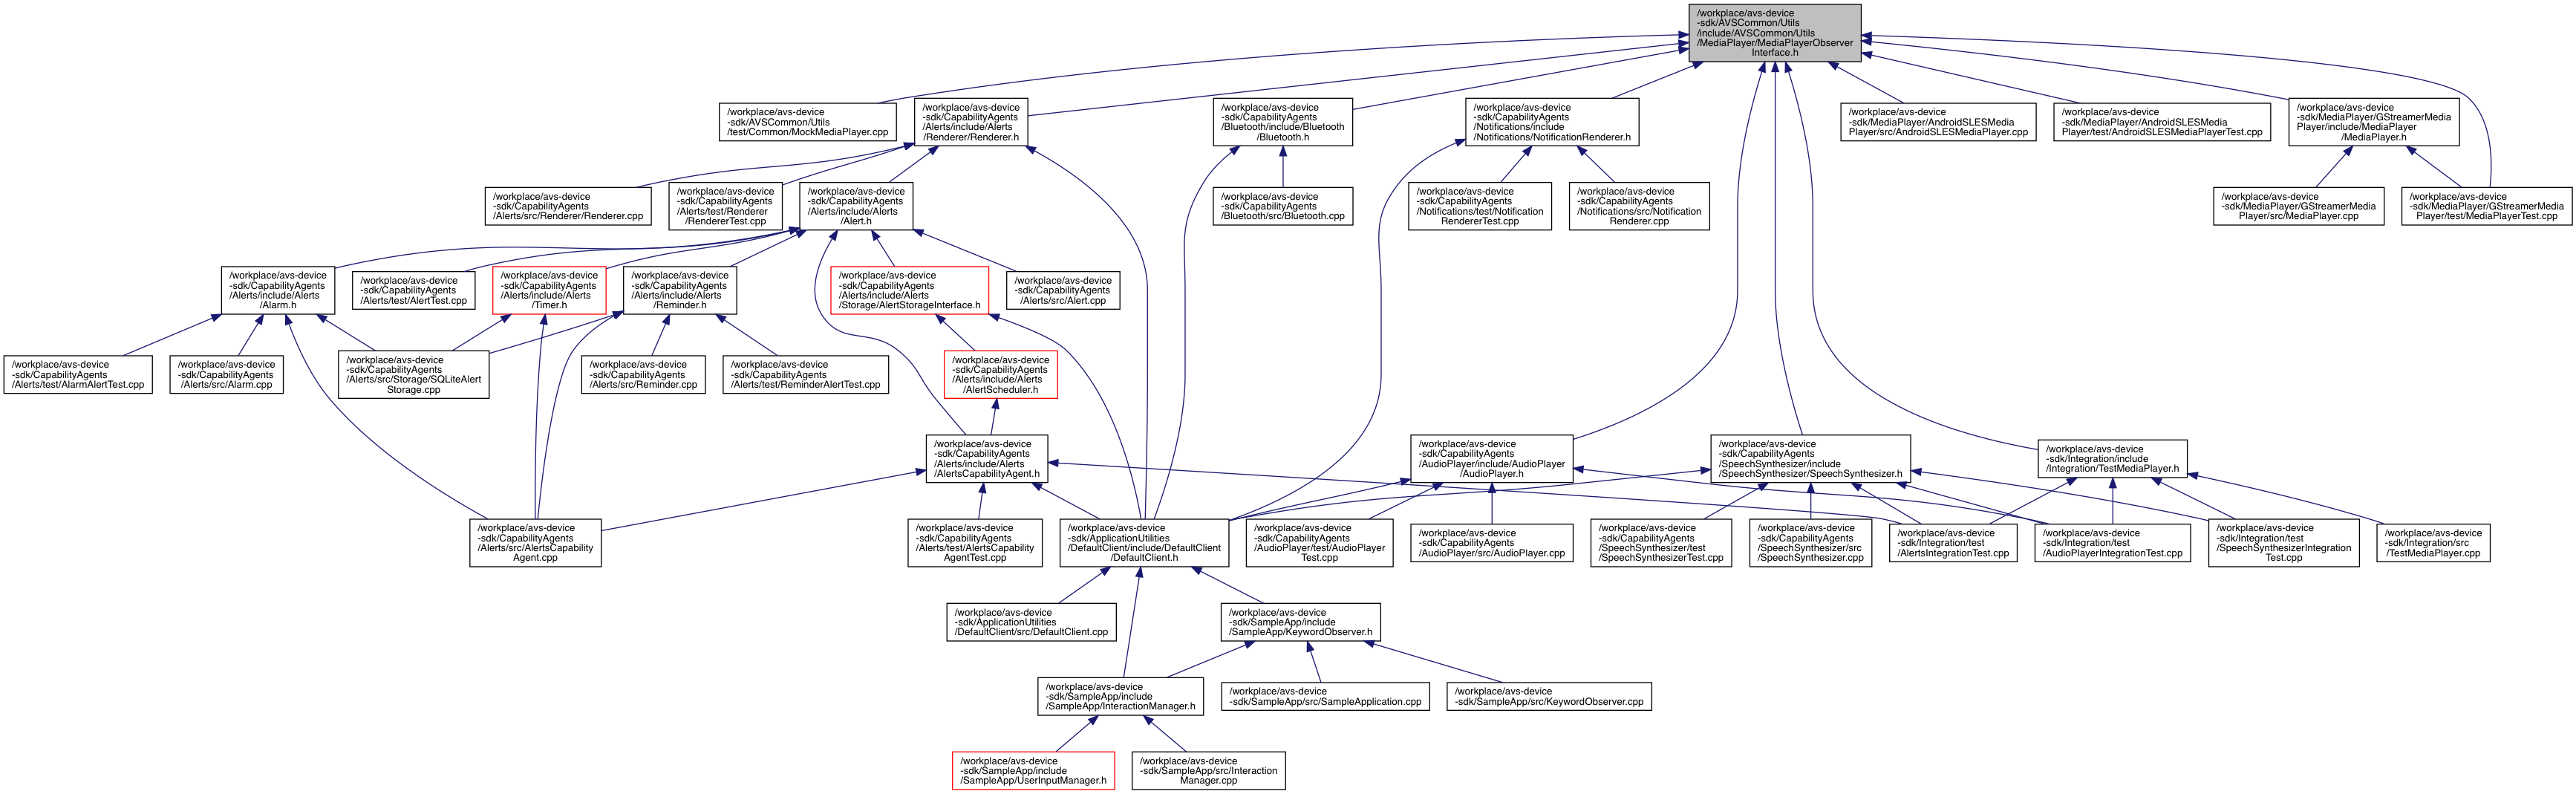 /workplace/avs-device
-sdk/AVSCommon/Utils
/include/AVSCommon/Utils
/MediaPlayer/MediaPlayerObserver
Interface.h
/workplace/avs-device
-sdk/AVSCommon/Utils
/test/Common/MockMediaPlayer.cpp
/workplace/avs-device
-sdk/CapabilityAgents
/Alerts/include/Alerts
/Renderer/Renderer.h
/workplace/avs-device
-sdk/CapabilityAgents
/Bluetooth/include/Bluetooth
/Bluetooth.h
/workplace/avs-device
-sdk/CapabilityAgents
/Notifications/include
/Notifications/NotificationRenderer.h
/workplace/avs-device
-sdk/MediaPlayer/AndroidSLESMedia
Player/src/AndroidSLESMediaPlayer.cpp
/workplace/avs-device
-sdk/MediaPlayer/AndroidSLESMedia
Player/test/AndroidSLESMediaPlayerTest.cpp
/workplace/avs-device
-sdk/MediaPlayer/GStreamerMedia
Player/include/MediaPlayer
/MediaPlayer.h
/workplace/avs-device
-sdk/CapabilityAgents
/Alerts/src/Renderer/Renderer.cpp
/workplace/avs-device
-sdk/CapabilityAgents
/Alerts/test/Renderer
/RendererTest.cpp
/workplace/avs-device
-sdk/CapabilityAgents
/Alerts/include/Alerts
/Alert.h
/workplace/avs-device
-sdk/CapabilityAgents
/Bluetooth/src/Bluetooth.cpp
/workplace/avs-device
-sdk/CapabilityAgents
/Notifications/test/Notification
RendererTest.cpp
/workplace/avs-device
-sdk/CapabilityAgents
/Notifications/src/Notification
Renderer.cpp
/workplace/avs-device
-sdk/MediaPlayer/GStreamerMedia
Player/src/MediaPlayer.cpp
/workplace/avs-device
-sdk/MediaPlayer/GStreamerMedia
Player/test/MediaPlayerTest.cpp
/workplace/avs-device
-sdk/CapabilityAgents
/Alerts/include/Alerts
/Alarm.h
/workplace/avs-device
-sdk/CapabilityAgents
/Alerts/test/AlertTest.cpp
/workplace/avs-device
-sdk/CapabilityAgents
/Alerts/include/Alerts
/Timer.h
/workplace/avs-device
-sdk/CapabilityAgents
/Alerts/include/Alerts
/Reminder.h
/workplace/avs-device
-sdk/CapabilityAgents
/Alerts/include/Alerts
/Storage/AlertStorageInterface.h
/workplace/avs-device
-sdk/CapabilityAgents
/Alerts/src/Alert.cpp
/workplace/avs-device
-sdk/CapabilityAgents
/Alerts/test/AlarmAlertTest.cpp
/workplace/avs-device
-sdk/CapabilityAgents
/Alerts/src/Alarm.cpp
/workplace/avs-device
-sdk/CapabilityAgents
/Alerts/src/Storage/SQLiteAlert
Storage.cpp
/workplace/avs-device
-sdk/CapabilityAgents
/Alerts/src/Reminder.cpp
/workplace/avs-device
-sdk/CapabilityAgents
/Alerts/test/ReminderAlertTest.cpp
/workplace/avs-device
-sdk/CapabilityAgents
/Alerts/include/Alerts
/AlertScheduler.h
/workplace/avs-device
-sdk/CapabilityAgents
/Alerts/include/Alerts
/AlertsCapabilityAgent.h
/workplace/avs-device
-sdk/CapabilityAgents
/AudioPlayer/include/AudioPlayer
/AudioPlayer.h
/workplace/avs-device
-sdk/CapabilityAgents
/SpeechSynthesizer/include
/SpeechSynthesizer/SpeechSynthesizer.h
/workplace/avs-device
-sdk/Integration/include
/Integration/TestMediaPlayer.h
/workplace/avs-device
-sdk/CapabilityAgents
/Alerts/src/AlertsCapability
Agent.cpp
/workplace/avs-device
-sdk/CapabilityAgents
/Alerts/test/AlertsCapability
AgentTest.cpp
/workplace/avs-device
-sdk/ApplicationUtilities
/DefaultClient/include/DefaultClient
/DefaultClient.h
/workplace/avs-device
-sdk/CapabilityAgents
/AudioPlayer/test/AudioPlayer
Test.cpp
/workplace/avs-device
-sdk/CapabilityAgents
/AudioPlayer/src/AudioPlayer.cpp
/workplace/avs-device
-sdk/CapabilityAgents
/SpeechSynthesizer/test
/SpeechSynthesizerTest.cpp
/workplace/avs-device
-sdk/CapabilityAgents
/SpeechSynthesizer/src
/SpeechSynthesizer.cpp
/workplace/avs-device
-sdk/Integration/test
/AlertsIntegrationTest.cpp
/workplace/avs-device
-sdk/Integration/test
/AudioPlayerIntegrationTest.cpp
/workplace/avs-device
-sdk/Integration/test
/SpeechSynthesizerIntegration
Test.cpp
/workplace/avs-device
-sdk/Integration/src
/TestMediaPlayer.cpp
/workplace/avs-device
-sdk/ApplicationUtilities
/DefaultClient/src/DefaultClient.cpp
/workplace/avs-device
-sdk/SampleApp/include
/SampleApp/KeywordObserver.h
/workplace/avs-device
-sdk/SampleApp/include
/SampleApp/InteractionManager.h
/workplace/avs-device
-sdk/SampleApp/src/SampleApplication.cpp
/workplace/avs-device
-sdk/SampleApp/src/KeywordObserver.cpp
/workplace/avs-device
-sdk/SampleApp/include
/SampleApp/UserInputManager.h
/workplace/avs-device
-sdk/SampleApp/src/Interaction
Manager.cpp